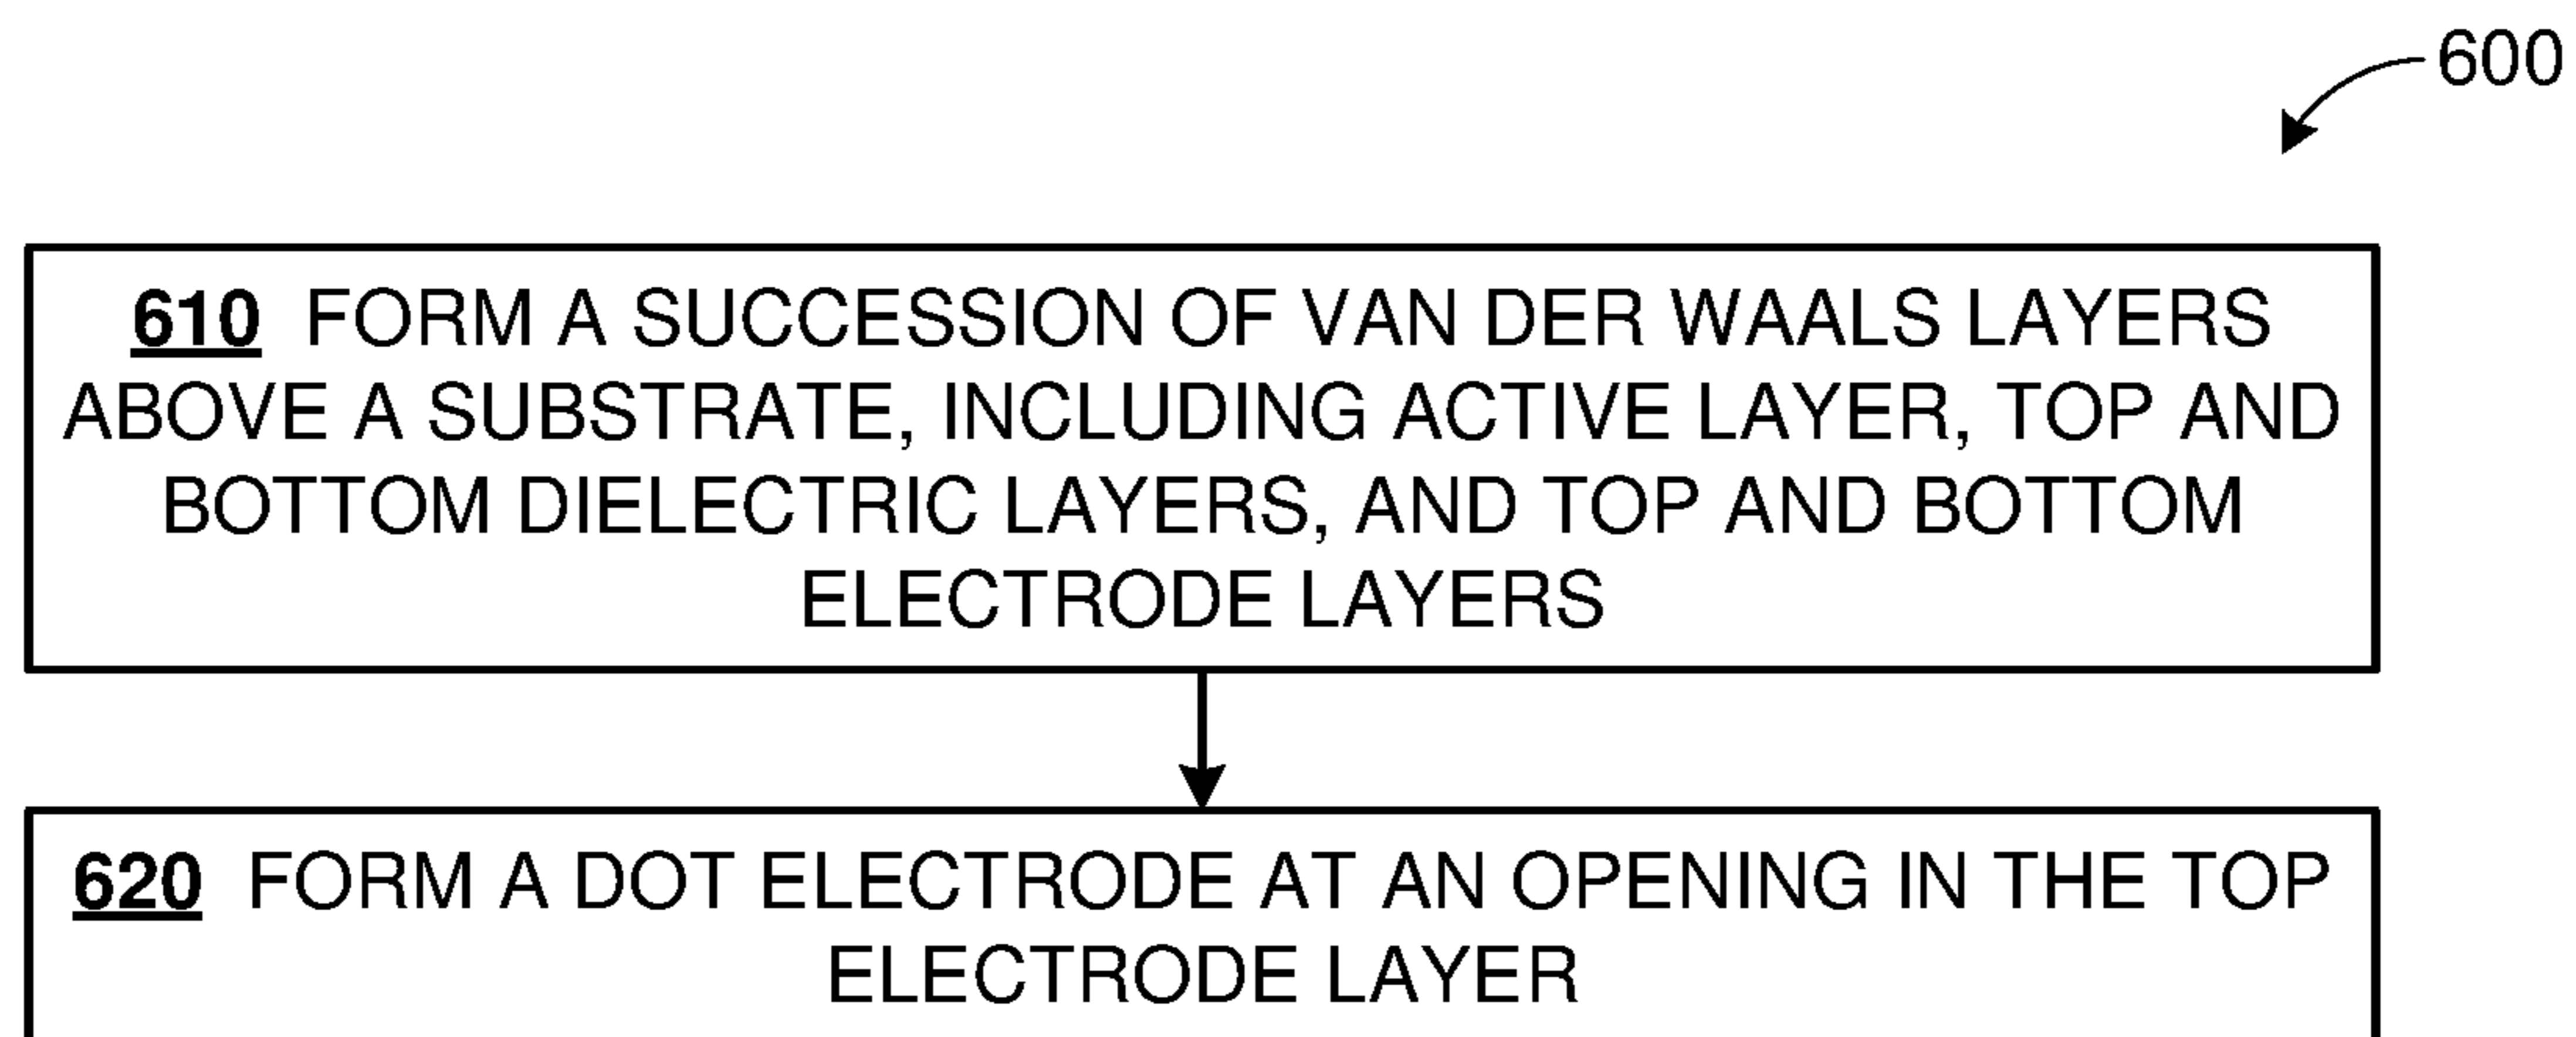 600
610 FORM A SUCCESSION OF VAN DER WAALS LAYERS
ABOVE A SUBSTRATE, INCLUDING ACTIVE LAYER, TOP AND
BOTTOM DIELECTRIC LAYERS, AND TOP AND BOTTOM
ELECTRODE LAYERS
620 FORM A DOT ELECTRODE AT AN OPENING IN THE TOP
ELECTRODE LAYER